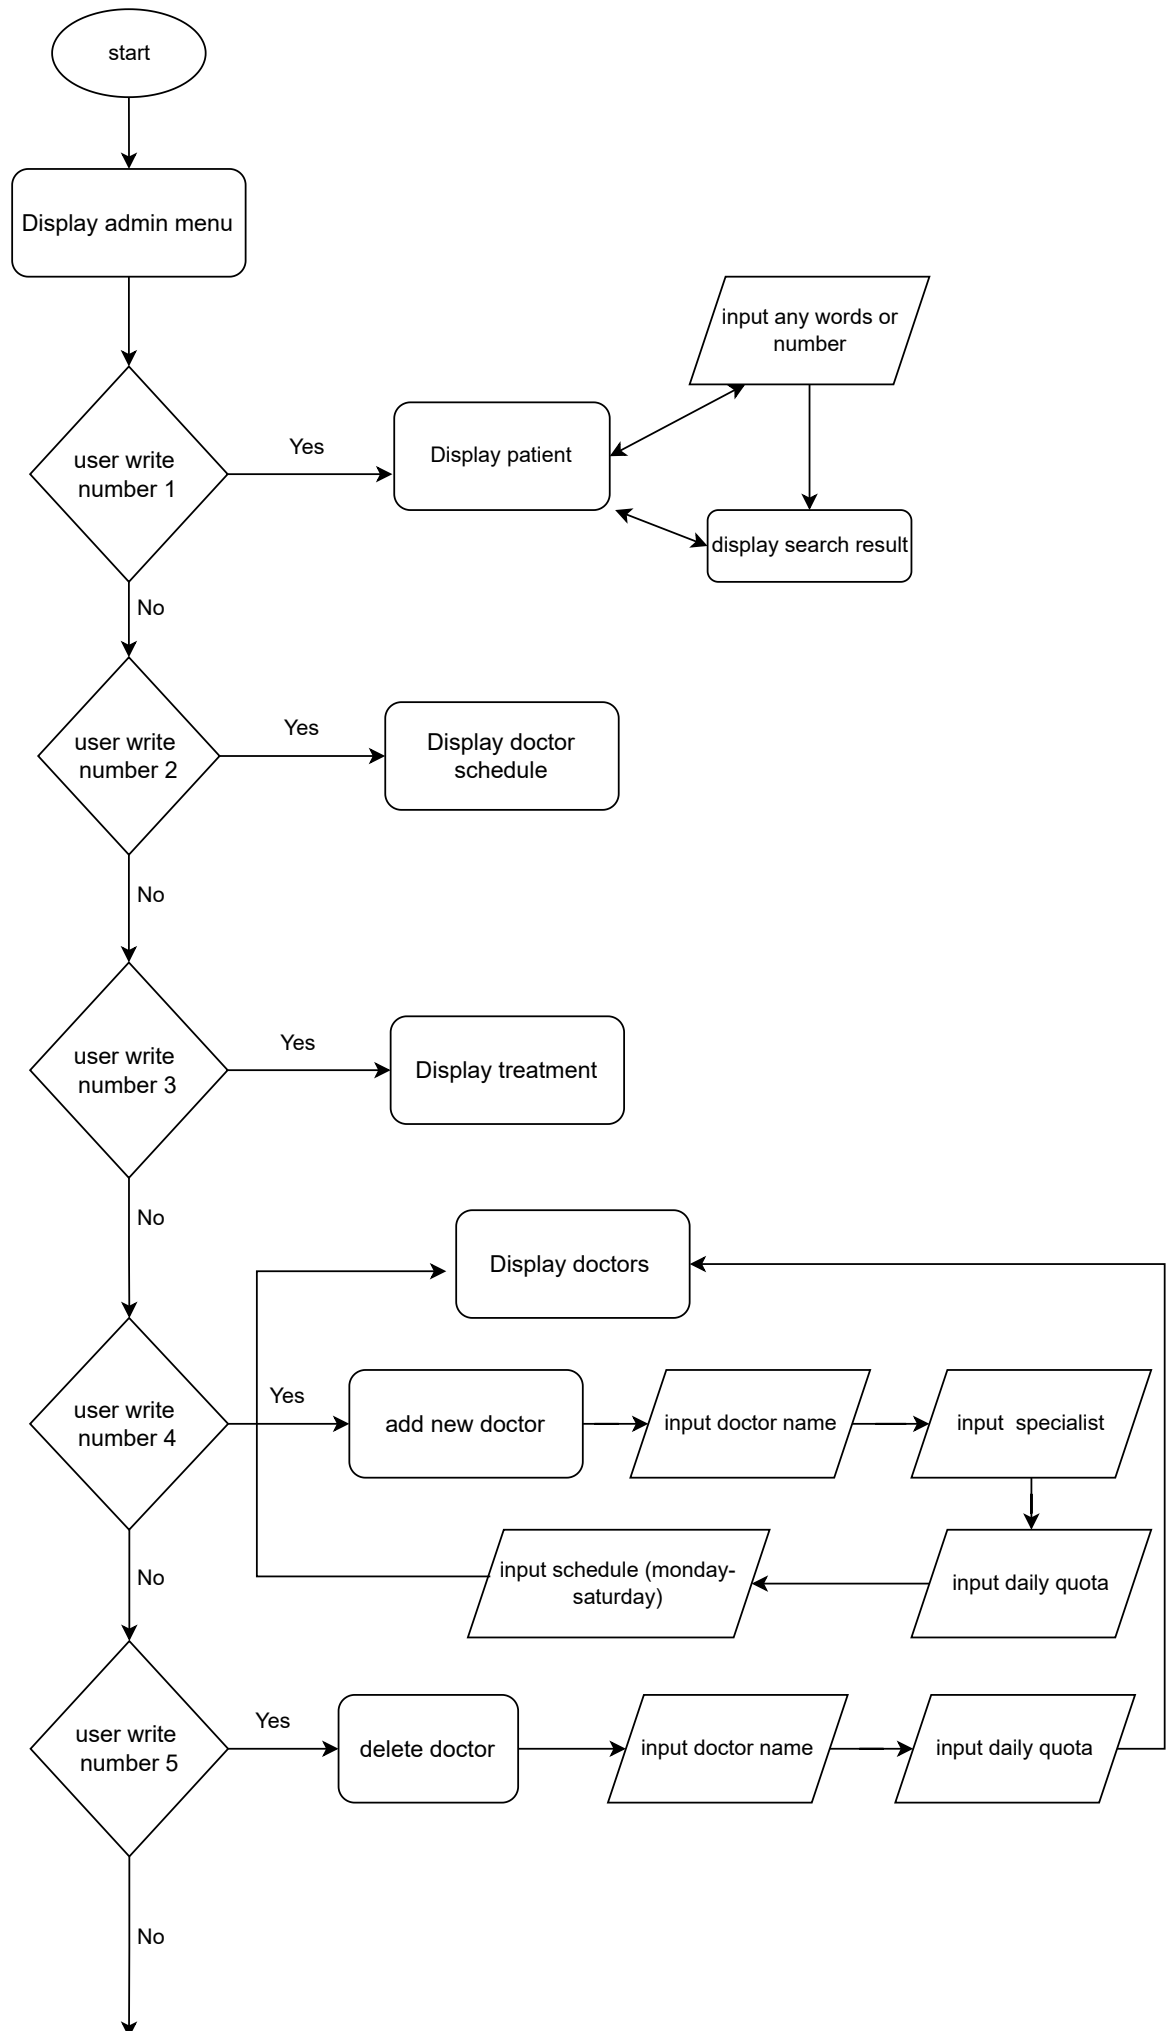 start
Display admin menu
input any words or
number
Yes
Display patient
user write
number 1
display search result
No
user write
number 2
Yes
Display doctor
schedule
No
user write
number 3
Yes
Display treatment
No
Display doctors
user write
number 4
Yes
add new doctor
input doctor name
input  specialist
No
input schedule (monday-
saturday)
input daily quota
user write
number 5
Yes
delete doctor
input doctor name
input daily quota
No